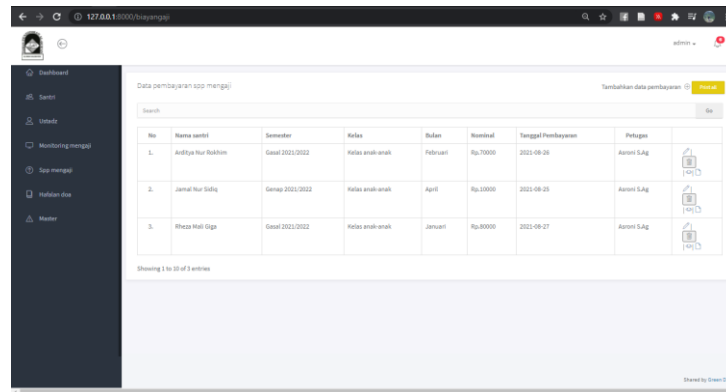 127.0.0.1:8000/biayangaji
admin
Dashboard
Santri
Ustadz
Monitoring mengaji
Spp mengaji
Hafalan doa
Master
Data pembayaran spp mengaji
Tambahkan data pembayaran
Search
Go
No Nama santri Semester Kelas Bulan Nominal Tanggal Pembayaran Petugas
1. Arditya Nur Rokhim Gasal 2021/2022 Kelas anak-anak Februari Rp.70000 2021-08-26 Asroni S.Ag
2. Jamal Nur Sidiq Genap 2021/2022 Kelas anak-anak April Rp.10000 2021-08-25 Asroni S.Ag
3. Rheza Mali Giga Gasal 2021/2022 Kelas anak-anak Januari Rp.80000 2021-08-27 Asroni S.Ag
Showing 1 to 10 of 3 entries
Shared by Green